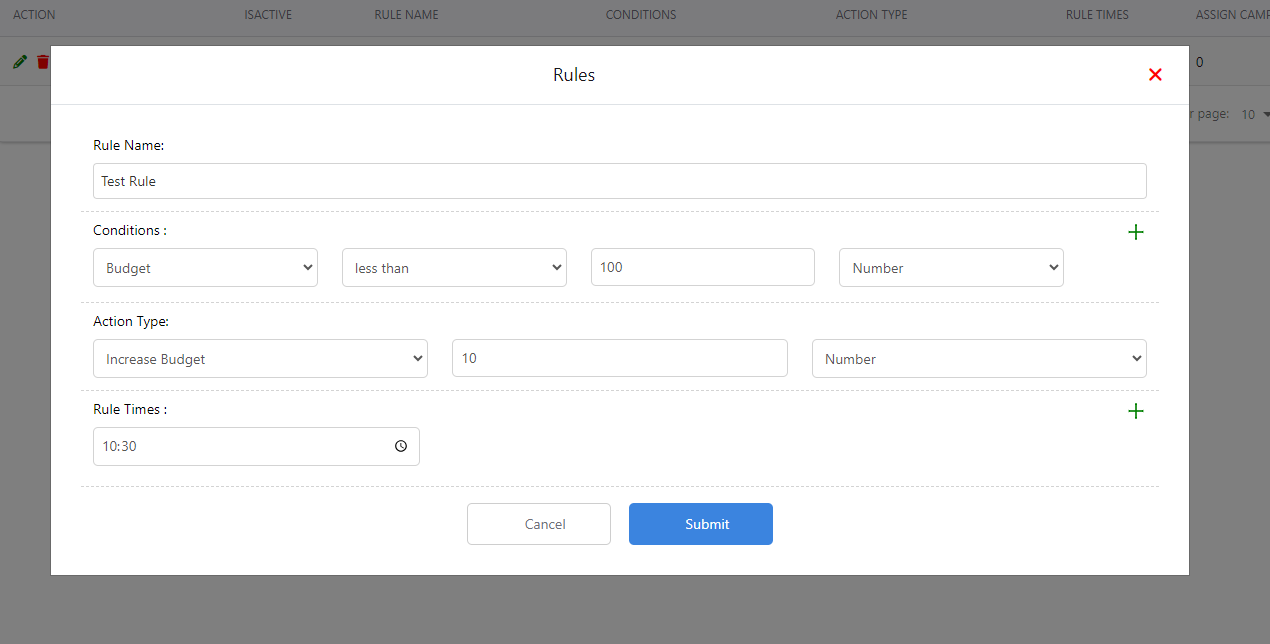 ACTION ISACTIVE RULE NAME CONDITIONS ACTION TYPE RULE TIMES ASSIGN CAMP
Rules
0
r page: 10
Rule Name:
Test Rule
Conditions :
Budget less than 100 Number
Action Type:
Increase Budget 10 Number
Rule Times :
10:30
Cancel Submit